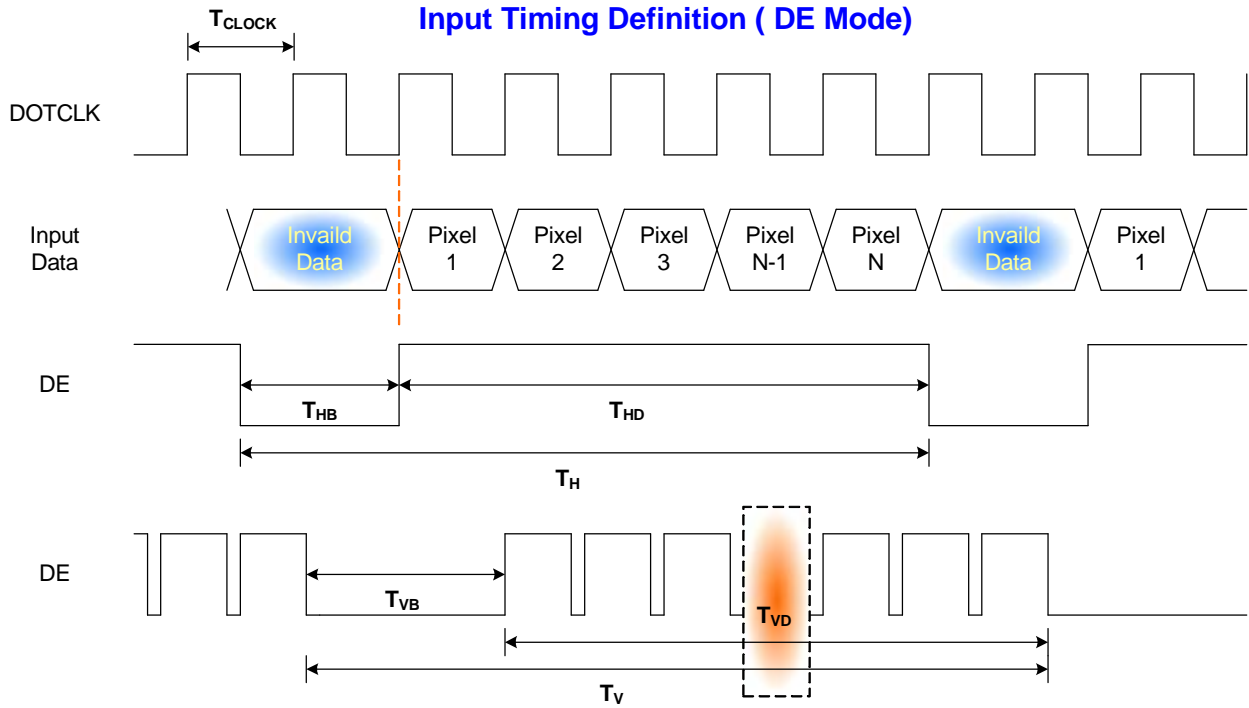 Input Timing Definition ( DE Mode)
TCLOCK
DOTCLK
Input
Data
Invaild
Data
Pixel
1
Pixel
2
Pixel
3
Pixel
N-1
Pixel
N
Invaild
Data
Pixel
1
DE
THB
THD
TH
DE
TVB
TVD
TV